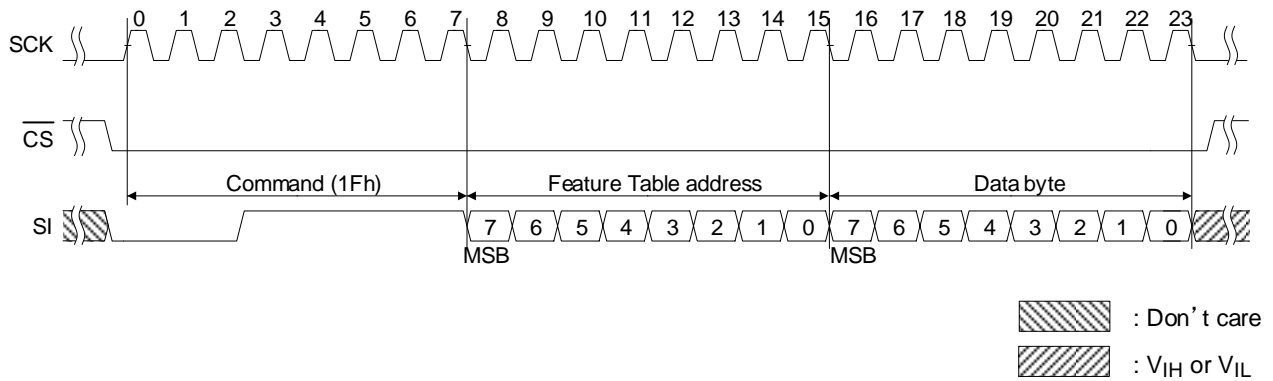 0 1 2 3 4 5 6 7 8 9 10 11 12 13 14 15 16 17 18 19 20 21 22 23
SCK
CS
Command (1Fh) Feature Table address Data byte
SI 7 6 5 4 3 2 1 0 7 6 5 4 3 2 1 0
MSB MSB
: Don't care
: VIH or VIL